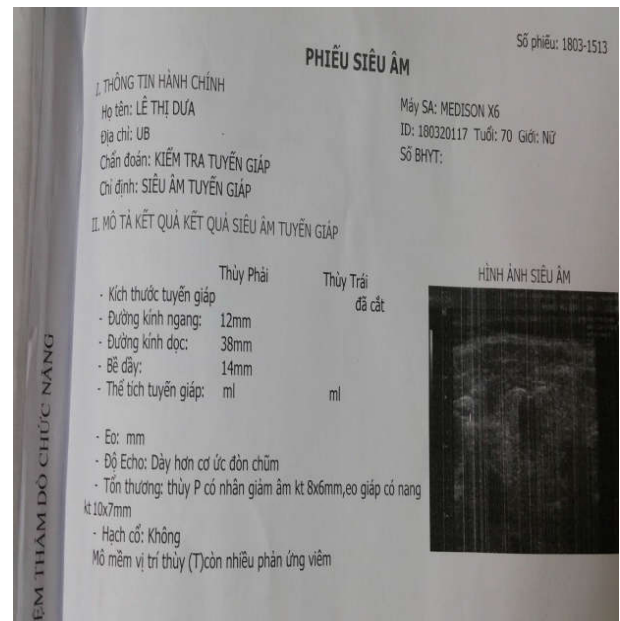 Số phiếu: 1803-1513
PHIẾU SIÊU ÂM
I. THÔNG TIN HÀNH CHÍNH
Họ tên: LÊ THỊ DƯA
Máy SA: MEDISON X6
Địa chỉ: UB
ID: 180320117 Tuổi: 70 Giới: Nữ
Chẩn đoán: KIỂM TRA TUYẾN GIÁP
Số BHYT:
Chỉ định: SIÊU ÂM TUYẾN GIÁP
II. MÔ TẢ KẾT QUẢ KẾT QUẢ SIÊU ÂM TUYẾN GIÁP
Thùy Phải Thùy Trái HÌNH ẢNH SIÊU ÂM
- Kích thước tuyến giáp đã cắt
- Đường kính ngang: 12mm
- Đường kính dọc: 38mm
- Bề dầy: 14mm
- Thể tích tuyến giáp: ml ml
- Eo: mm
- Độ Echo: Dày hơn cơ ức đòn chũm
- Tổn thương: thùy P có nhân giảm âm kt 8x6mm,eo giáp có nang
kt 10x7mm
- Hạch cổ: Không
Mô mềm vị trí thùy (T)còn nhiều phản ứng viêm
THĂM DÒ CHỨC NĂNG